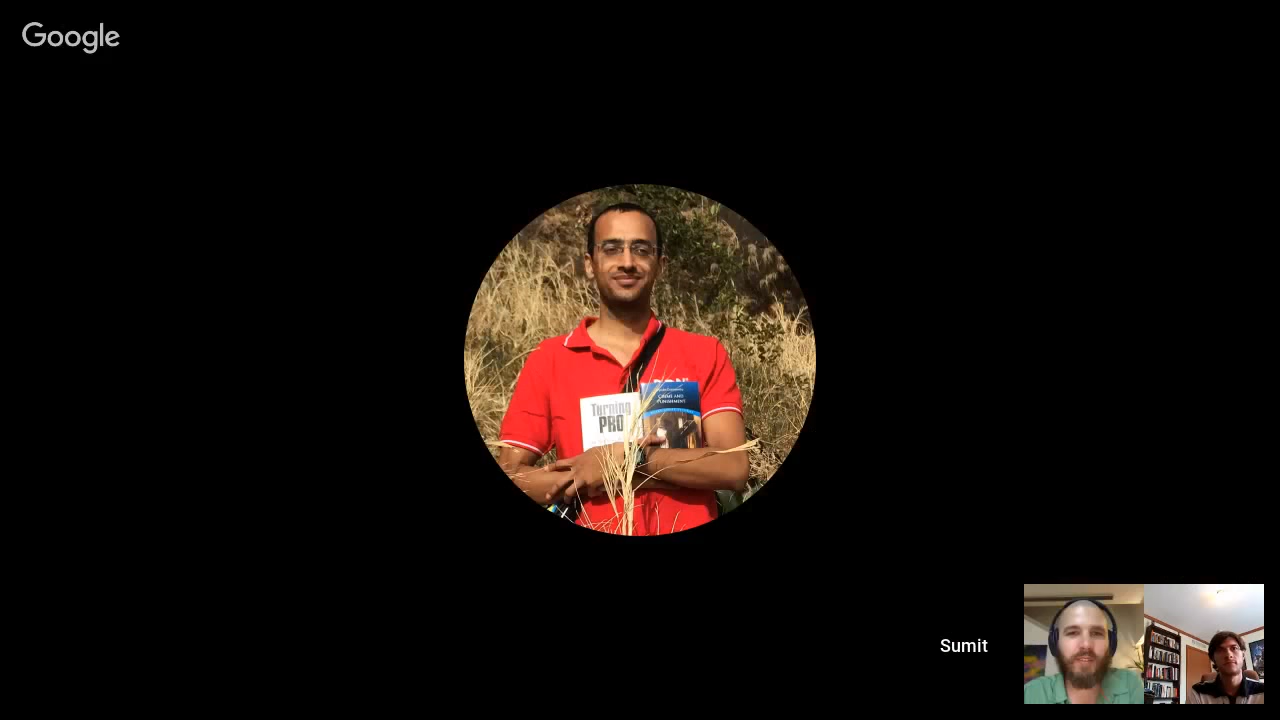 Google
Turning
PRO
CRIME AND
PUNISHMENT
Sumit